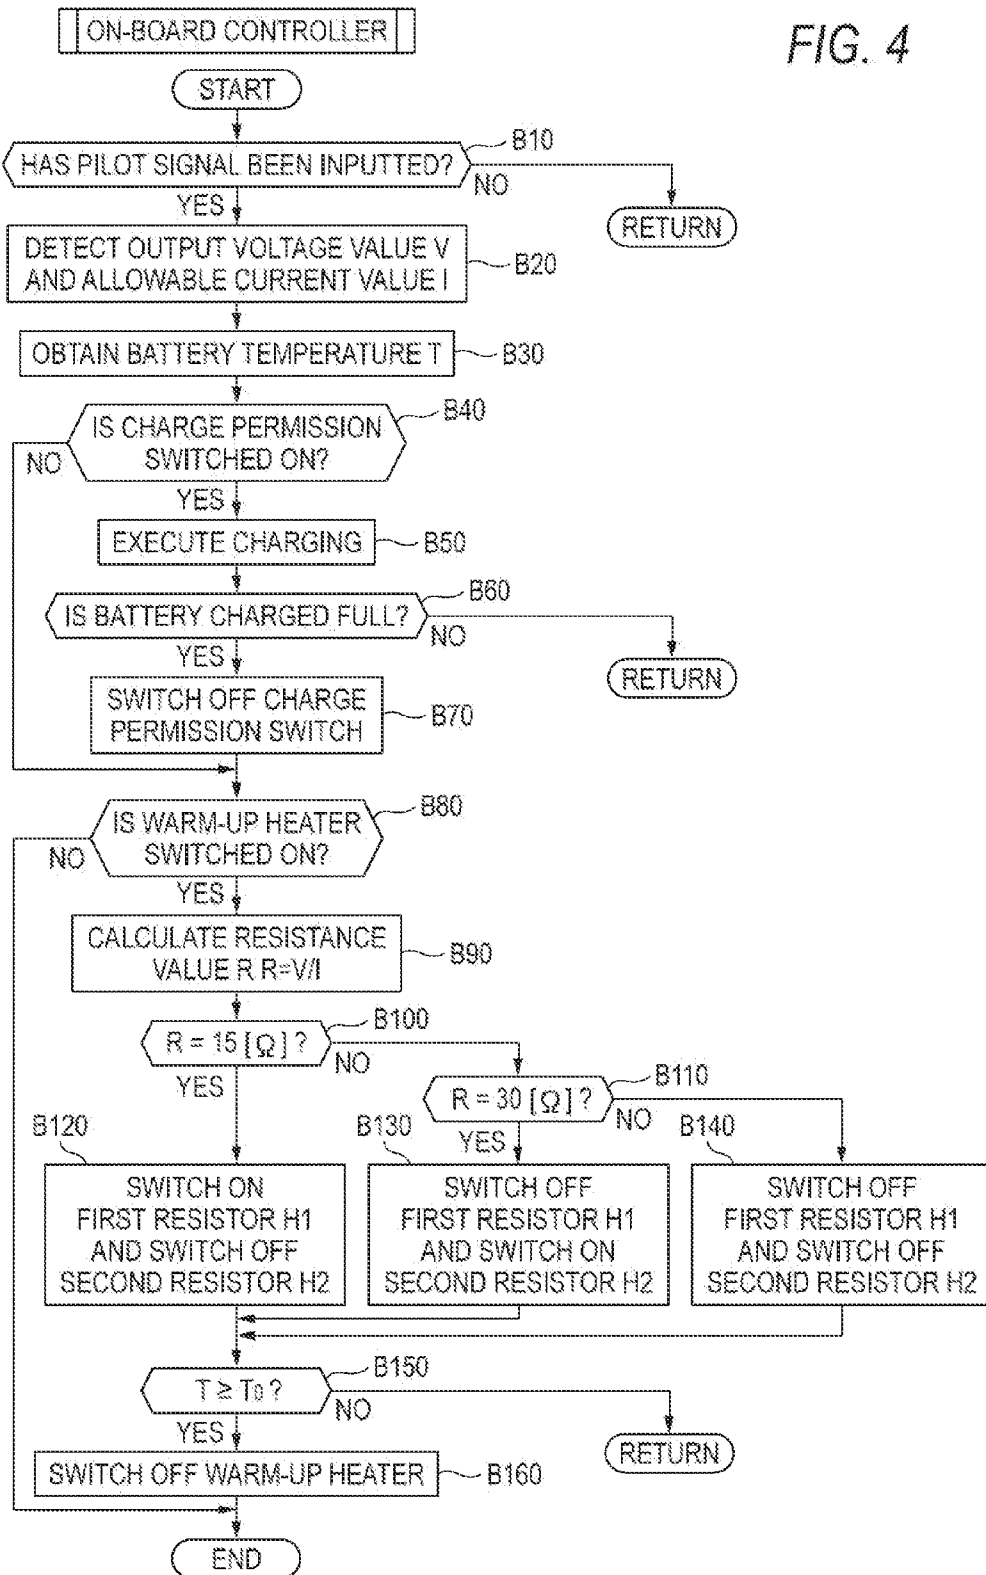 ON-BOARD CONTROLLER
FIG. 4
START
HAS PILOT SIGNAL BEEN INPUTTED?
B10
NO
YES
RETURN
DETECT OUTPUT VOLTAGE VALUE V
AND ALLOWABLE CURRENT VALUE I
B20
OBTAIN BATTERY TEMPERATURE T
B30
IS CHARGE PERMISSION
SWITCHED ON?
B40
NO
YES
EXECUTE CHARGING
B50
IS BATTERY CHARGED FULL?
B60
NO
YES
RETURN
SWITCH OFF CHARGE
PERMISSION SWITCH
B70
IS WARM-UP HEATER
SWITCHED ON?
B80
NO
YES
CALCULATE RESISTANCE
VALUE R R=V/I
B90
R = 15 [Ω] ?
B100
NO
YES
R = 30 [Ω] ?
B110
NO
YES
B120
SWITCH ON
FIRST RESISTOR H1
AND SWITCH OFF
SECOND RESISTOR H2
B130
SWITCH OFF
FIRST RESISTOR H1
AND SWITCH ON
SECOND RESISTOR H2
B140
SWITCH OFF
FIRST RESISTOR H1
AND SWITCH OFF
SECOND RESISTOR H2
T ≥ T0 ?
B150
NO
YES
RETURN
SWITCH OFF WARM-UP HEATER
B160
END